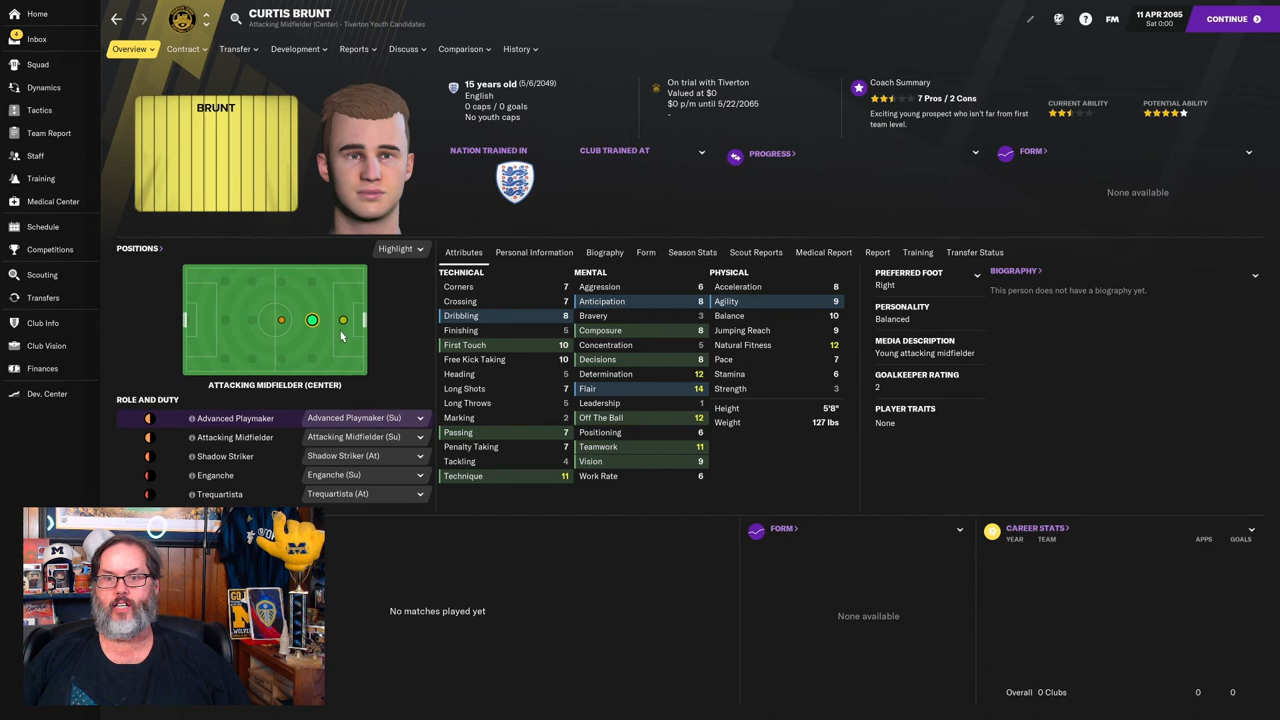 Home
4
Inbox
Squad
Dynamics
Tactics
Team Report
Staff
Training
Medical Center
Schedule
Competitions
Scouting
Transfers
Club Info
Club Vision
Finances
Dev. Center
CURTIS BRUNT
Attacking Midfielder (Center) - Tiverton Youth Candidates
FM
11 APR 2065
Sat 0:00
CONTINUE
Overview
Contract
Transfer
Development
Reports
Discuss
Comparison
History
BRUNT
15 years old (5/6/2049)
English
0 caps / 0 goals
No youth caps
On trial with Tiverton
Valued at $0
$0 p/m until 5/22/2065
-
Coach Summary
7 Pros / 2 Cons
Exciting young prospect who isn't far from first
team level.
CURRENT ABILITY
POTENTIAL ABILITY
NATION TRAINED IN
CLUB TRAINED AT
PROGRESS
FORM
None available
POSITIONS
Highlight
ATTACKING MIDFIELDER (CENTER)
ROLE AND DUTY
Advanced Playmaker Advanced Playmaker (Su)
Attacking Midfielder Attacking Midfielder (Su)
Shadow Striker Shadow Striker (At)
Enganche Enganche (Su)
Trequartista Trequartista (At)
Attributes
Personal Information
Biography
Form
Season Stats
Scout Reports
Medical Report
Report
Training
Transfer Status
TECHNICAL
Corners 7
Crossing 7
Dribbling 8
Finishing 5
First Touch 10
Free Kick Taking 10
Heading 5
Long Shots 7
Long Throws 5
Marking 2
Passing 7
Penalty Taking 7
Tackling 4
Technique 11
MENTAL
Aggression 6
Anticipation 8
Bravery 3
Composure 8
Concentration 5
Decisions 8
Determination 12
Flair 14
Leadership 1
Off The Ball 12
Positioning 6
Teamwork 11
Vision 9
Work Rate 6
PHYSICAL
Acceleration 8
Agility 9
Balance 10
Jumping Reach 9
Natural Fitness 12
Pace 7
Stamina 6
Strength 3
Height 5'8"
Weight 127 lbs
PREFERRED FOOT
Right
PERSONALITY
Balanced
MEDIA DESCRIPTION
Young attacking midfielder
GOALKEEPER RATING
2
PLAYER TRAITS
None
BIOGRAPHY
This person does not have a biography yet.
No matches played yet
FORM
None available
CAREER STATS
YEAR TEAM APPS GOALS
Overall 0 Clubs 0 0
M
GO